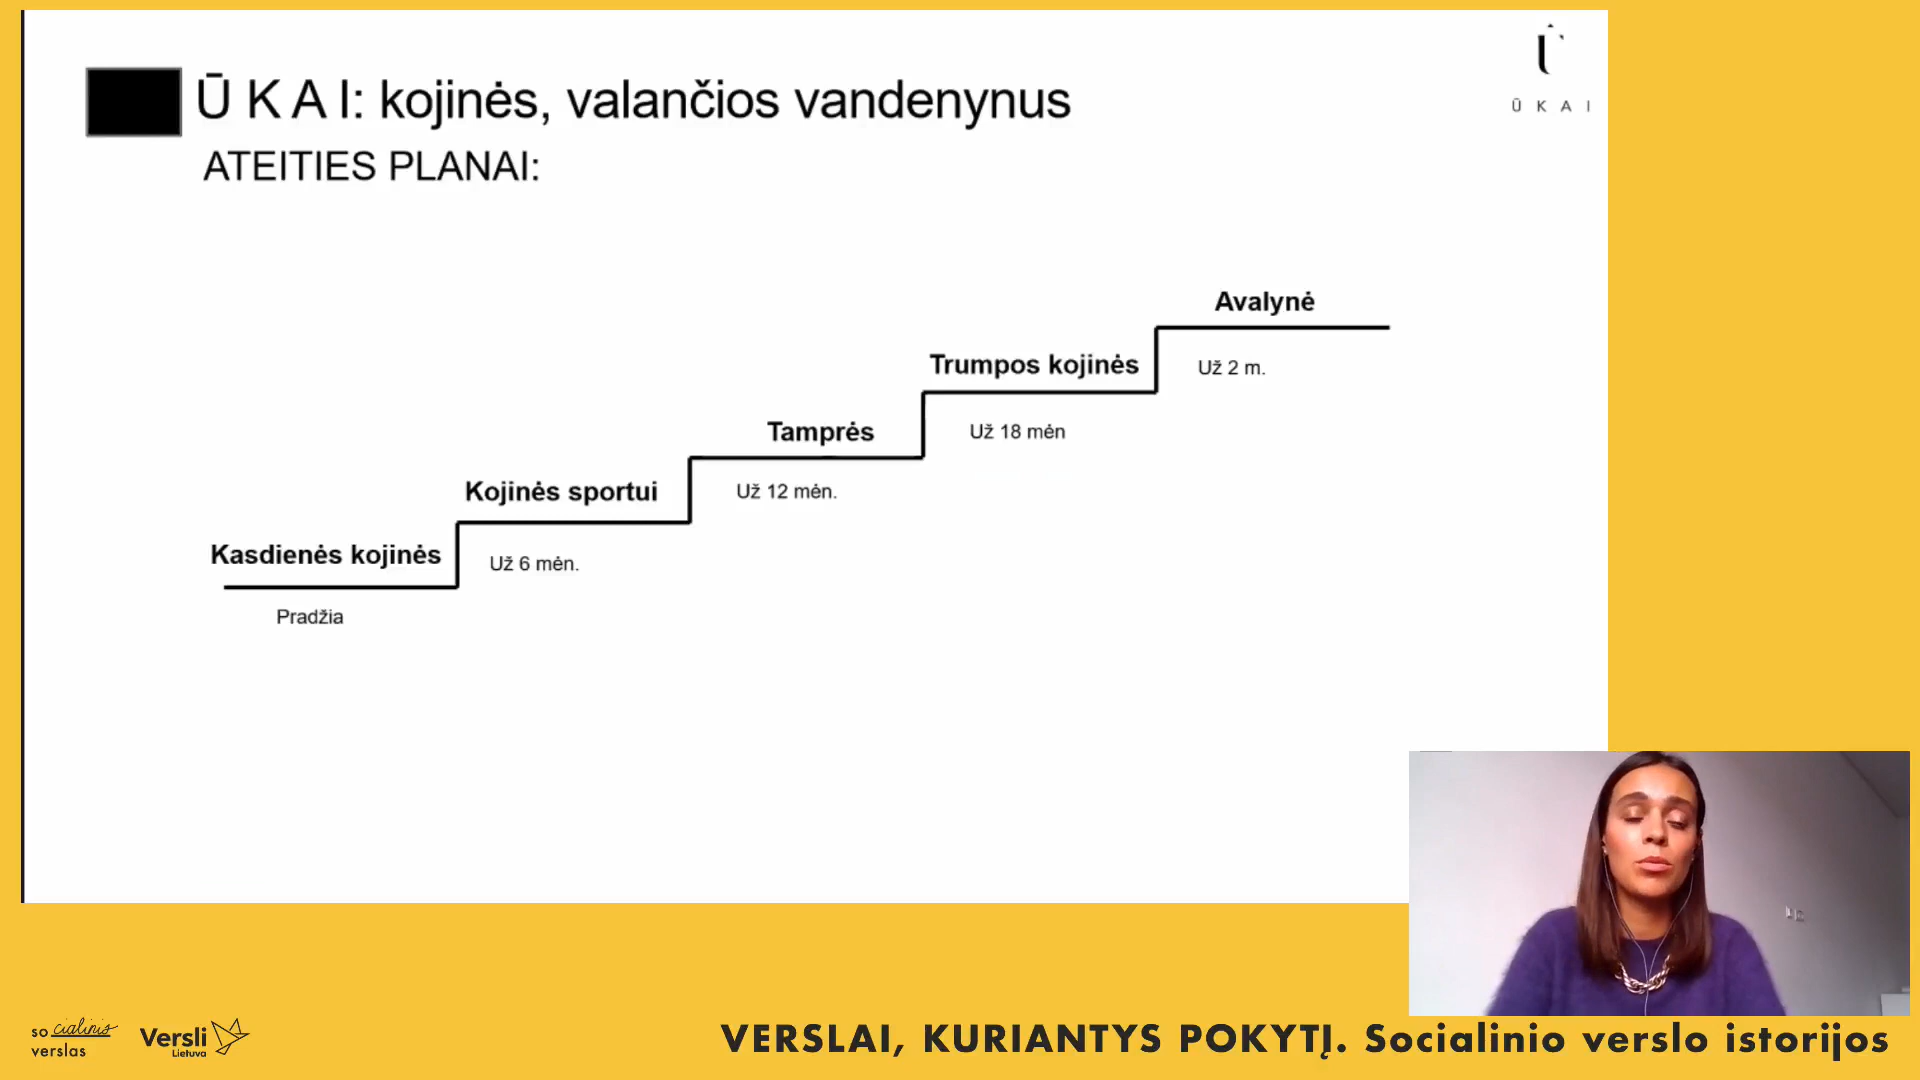 Ū K A I: kojinės, valančios vandenynus
ATEITIES PLANAI:
Ū K A I
Avalynė
Už 2 m.
Trumpos kojinės
Už 18 mėn
Tamprės
Už 12 mėn.
Kojinės sportui
Už 6 mėn.
Kasdienės kojinės
Pradžia
socialinis
verslas
Versli
Lietuva
VERSLAI, KURIANTYS POKYTĮ. Socialinio verslo istorijos